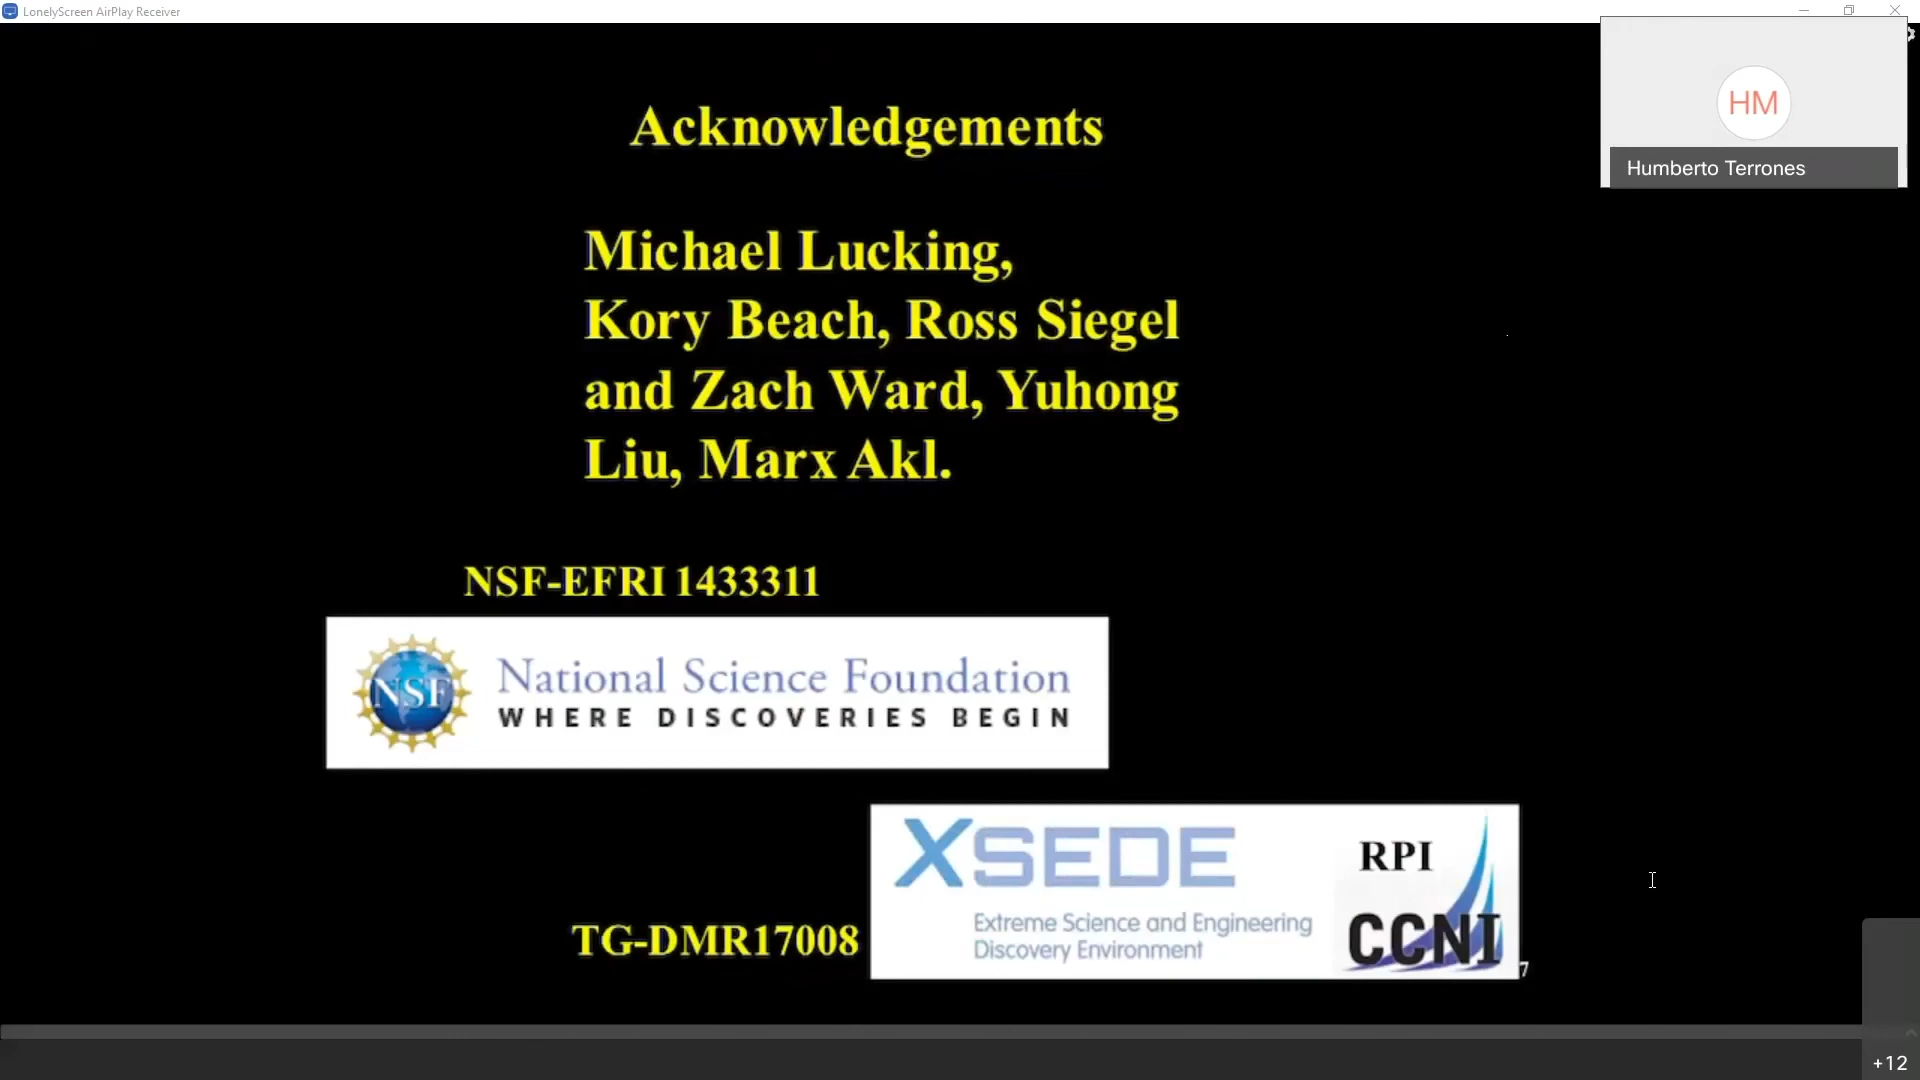 LonelyScreen AirPlay Receiver
HM
Humberto Terrones
Acknowledgements
Michael Lucking,
Kory Beach, Ross Siegel
and Zach Ward, Yuhong
Liu, Marx Akl.
NSF-EFRI 1433311
NSF
National Science Foundation
WHERE DISCOVERIES BEGIN
XSEDE
Extreme Science and Engineering
Discovery Environment
RPI
CCNI
TG-DMR17008
7
+12